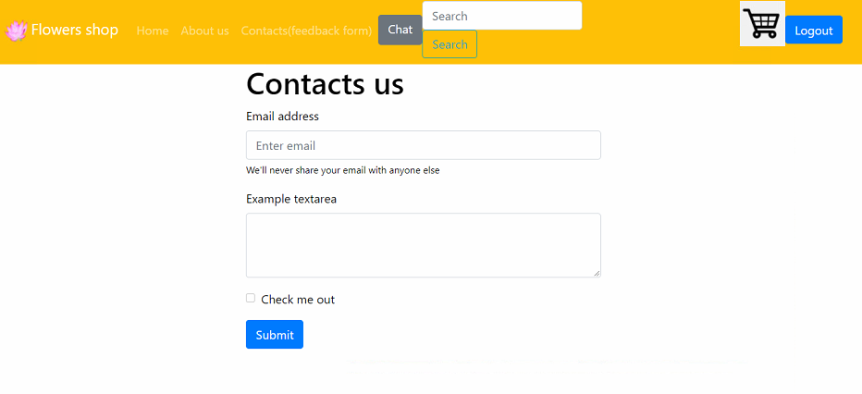 Flowers shop
Home
About us
Contacts(feedback form)
Chat
Search
Search
Logout
Contacts us
Email address
Enter email
We'll never share your email with anyone else
Example textarea
Check me out
Submit